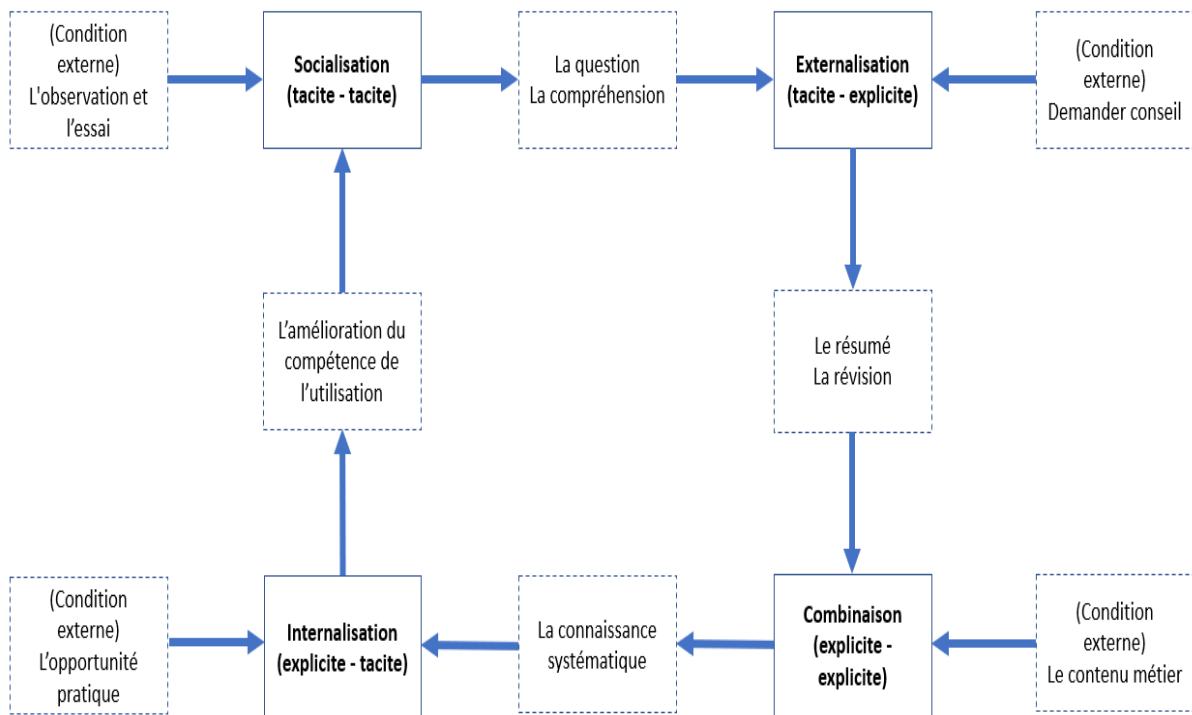 (Condition
externe)
L'observation et
l'essai
Socialisation
(tacite - tacite)
La question
La compréhension
Externalisation
(tacite - explicite)
(Condition
externe)
Demander conseil
L'amélioration du
compétence de
l'utilisation
Le résumé
La révision
(Condition
externe)
L'opportunité
pratique
Internalisation
(explicite - tacite)
La connaissance
systématique
Combinaison
(explicite -
explicite)
(Condition
externe)
Le contenu métier